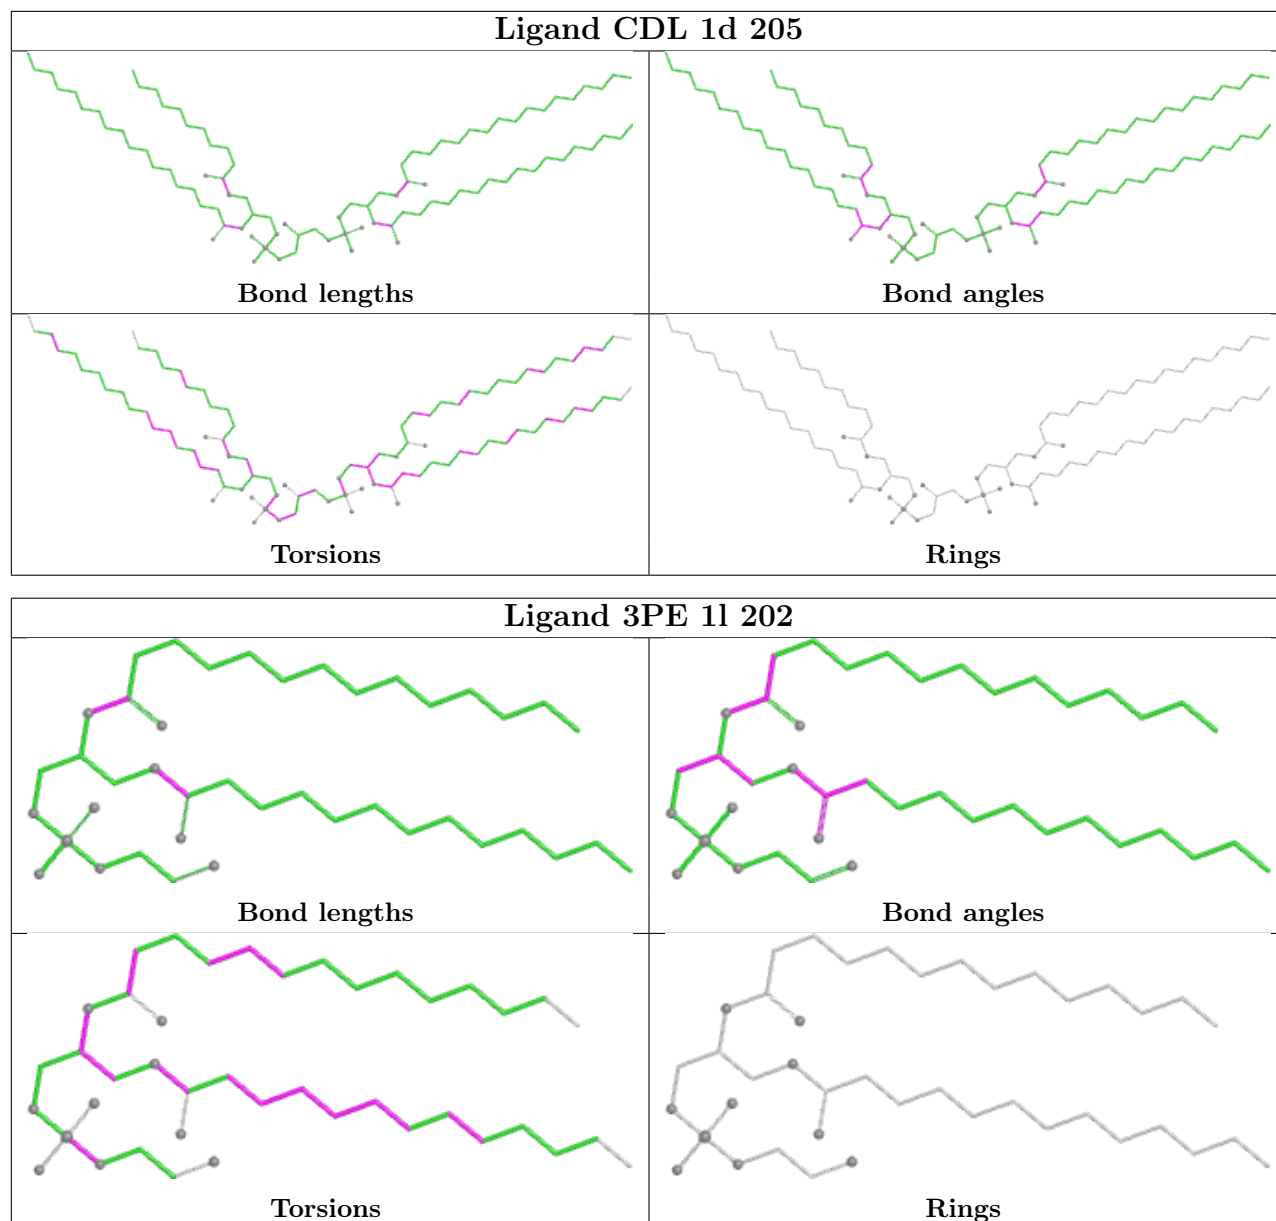 Ligand CDL 1d 205
Bond lengths
Bond angles
Torsions
Rings
Ligand 3PE 1l 202
Bond lengths
Bond angles
Torsions
Rings